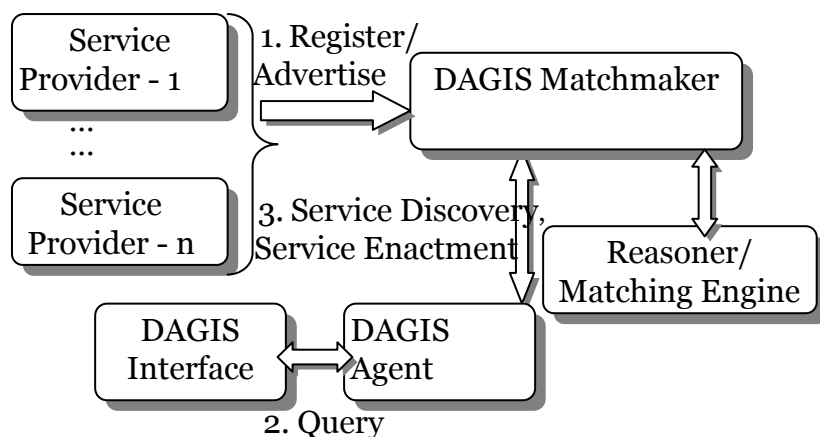 Service
Provider - 1
...
...
Service
Provider - n
1. Register/
Advertise
DAGIS Matchmaker
3. Service Discovery,
Service Enactment
Reasoner/
Matching Engine
DAGIS
Interface
DAGIS
Agent
2. Query